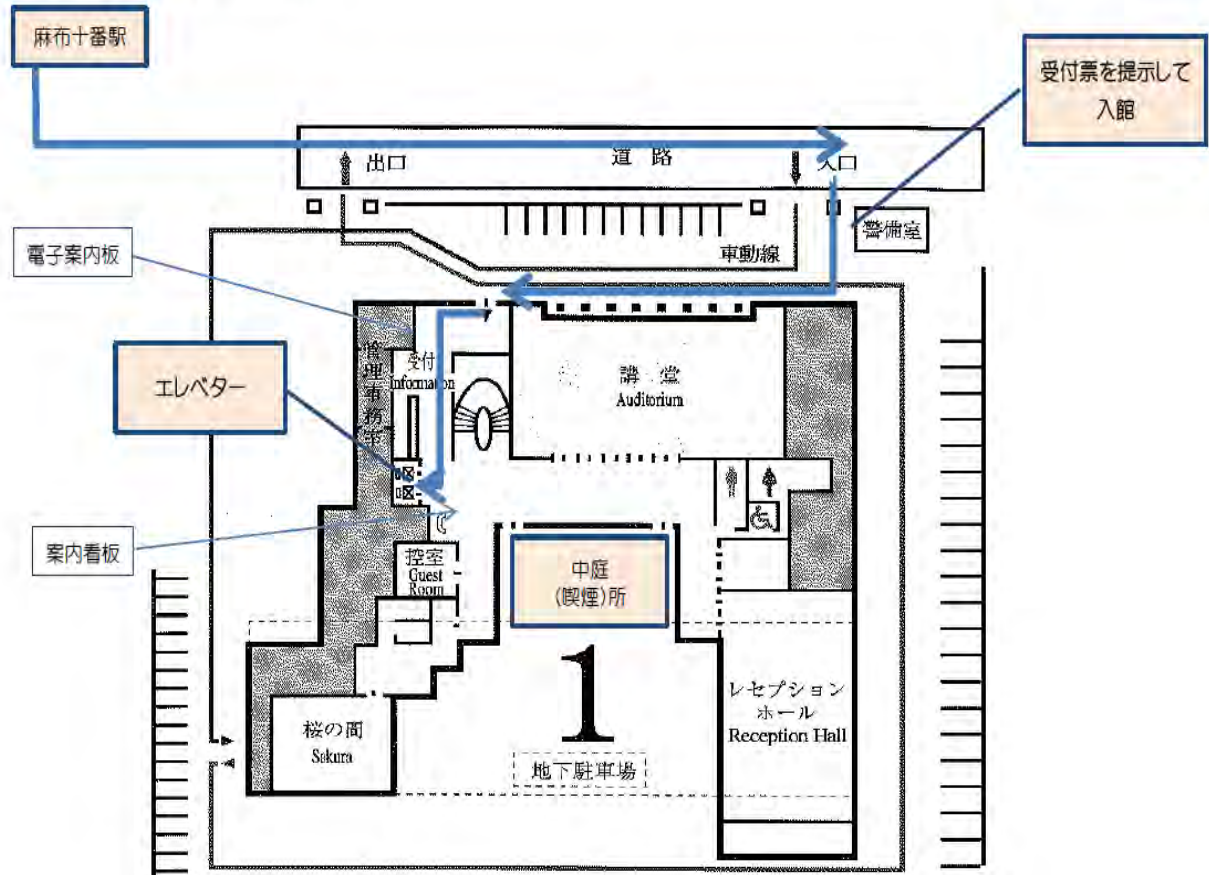 麻布十番駅
受付票を提示して
入館
出口
道 路
入口
警備室
車動線
電子案内板
エレベター
管理事務室
受付
Information
講 堂
Auditorium
案内看板
控室
Guest
Room
中庭
(喫煙)所
1
桜の間
Sakura
レセプション
ホール
Reception Hall
地下駐車場